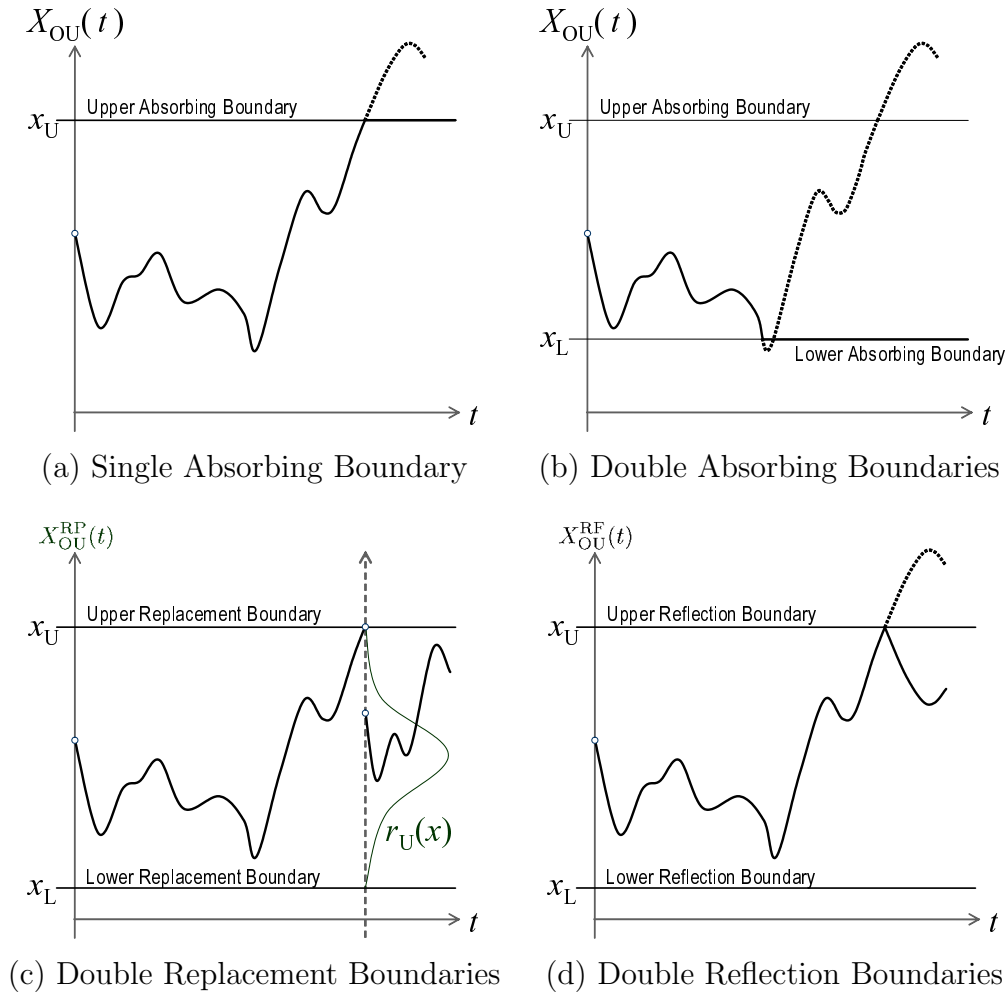 X_OU(t)
Upper Absorbing Boundary
x_U
t
(a) Single Absorbing Boundary
X_OU(t)
Upper Absorbing Boundary
x_U
x_L
Lower Absorbing Boundary
t
(b) Double Absorbing Boundaries
X_OU^RP(t)
Upper Replacement Boundary
x_U
r_U(x)
Lower Replacement Boundary
x_L
t
(c) Double Replacement Boundaries
X_OU^RF(t)
Upper Reflection Boundary
x_U
Lower Reflection Boundary
x_L
t
(d) Double Reflection Boundaries